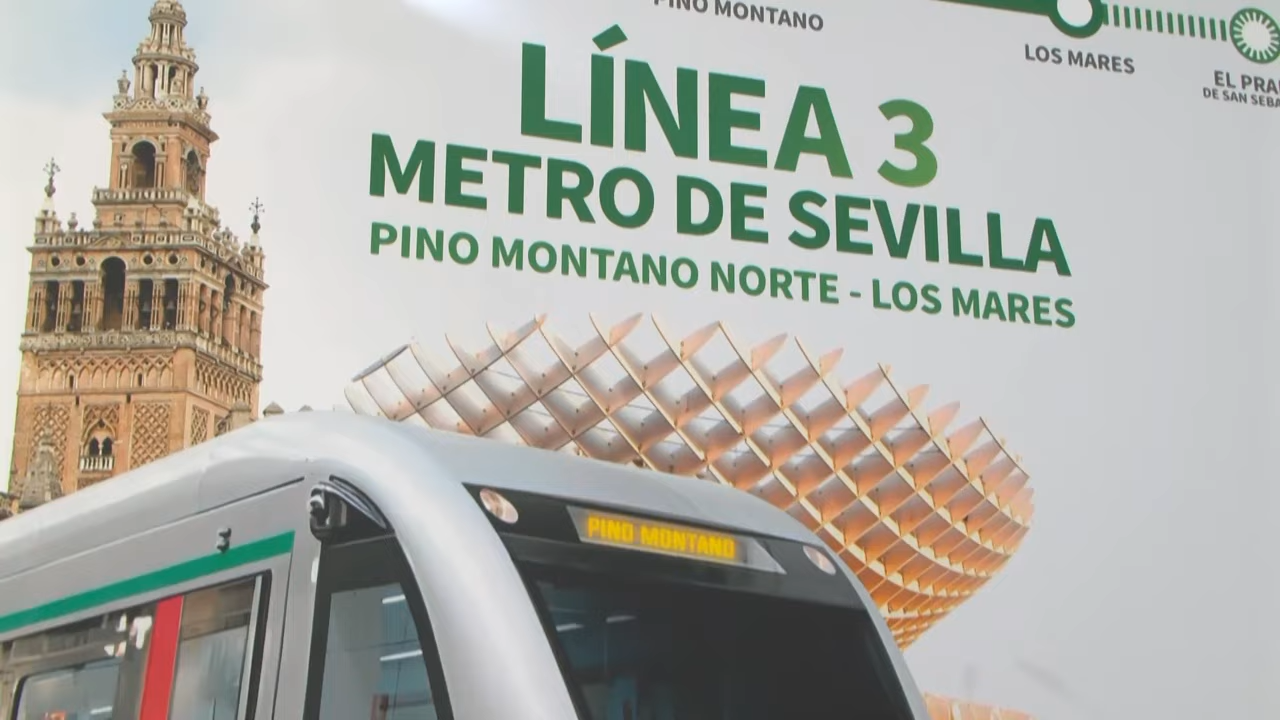 PINO MONTANO
LOS MARES
LÍNEA 3
METRO DE SEVILLA
PINO MONTANO NORTE - LOS MARES
PINO MONTANO